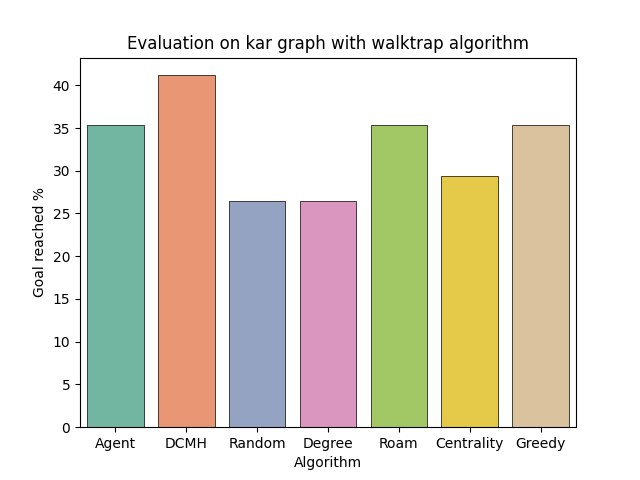 Evaluation on kar graph with walktrap algorithm
Goal reached %
40
35
30
25
20
15
10
5
0
Agent DCMH Random Degree Roam Centrality Greedy
Algorithm